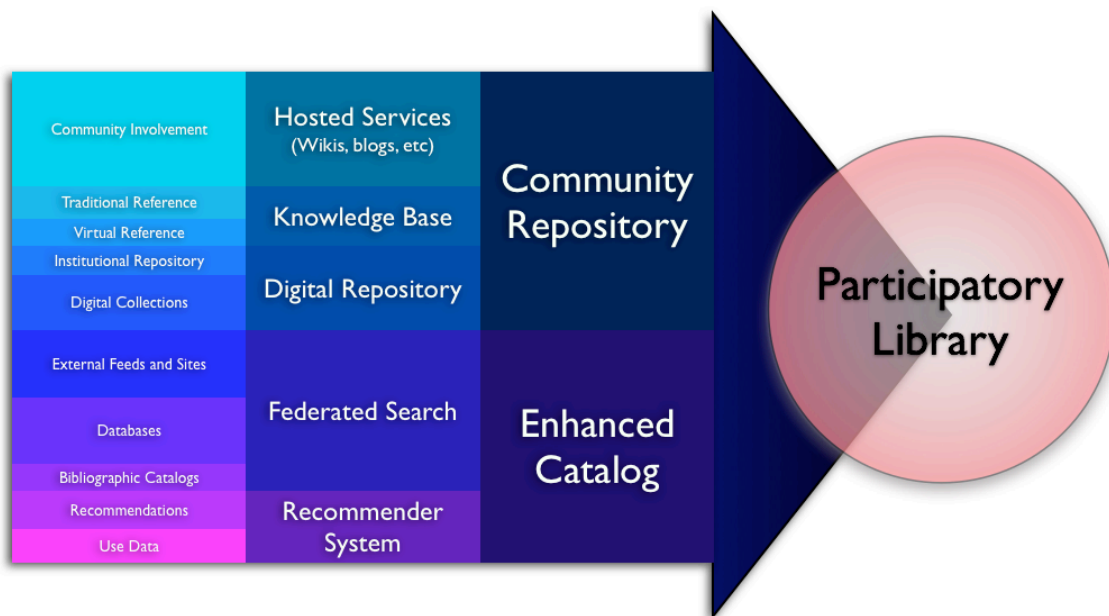 Community Involvement
Traditional Reference
Virtual Reference
Institutional Repository
Digital Collections
External Feeds and Sites
Databases
Bibliographic Catalogs
Recommendations
Use Data
Hosted Services
(Wikis, blogs, etc)
Knowledge Base
Digital Repository
Federated Search
Recommender
System
Community
Repository
Enhanced
Catalog
Participatory
Library